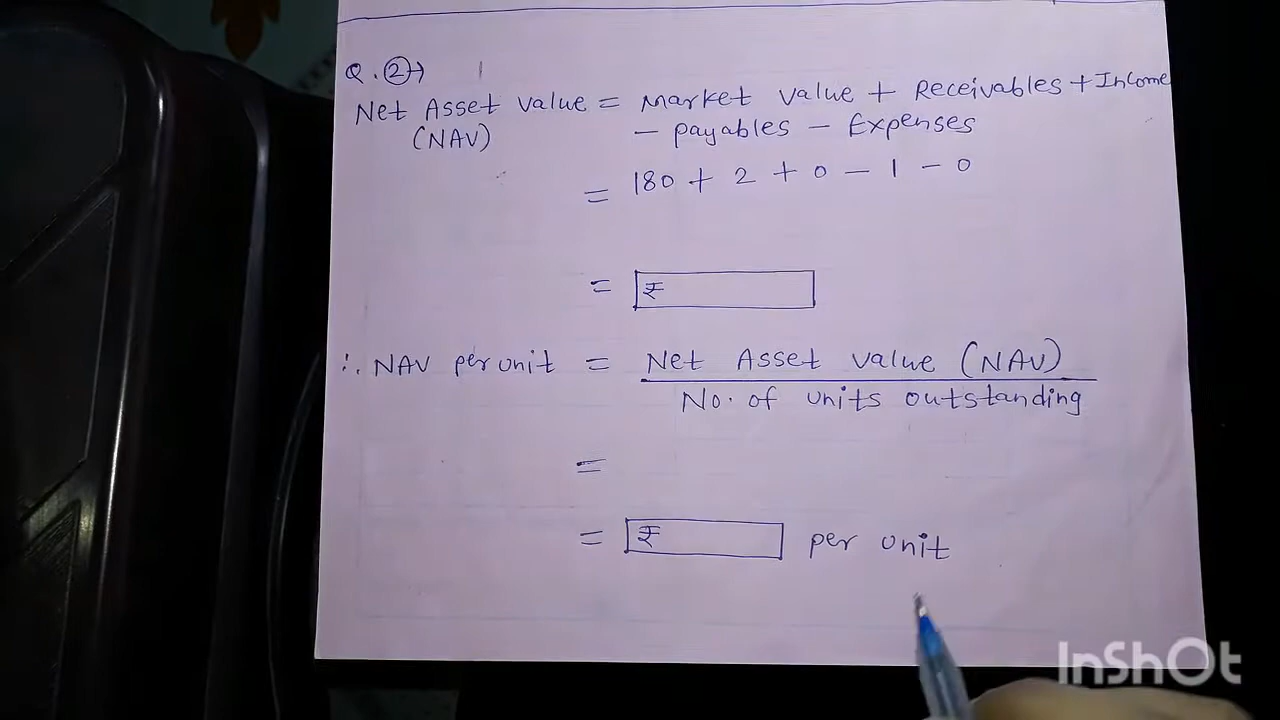 Q. ②→
Net Asset value = Market value + Receivables + Income
(NAV) - payables - Expenses
= 180 + 2 + 0 - 1 - 0
= ₹
∴ NAV per unit = Net Asset value (NAV)
No. of units outstanding
=
= ₹ per unit
InShOt